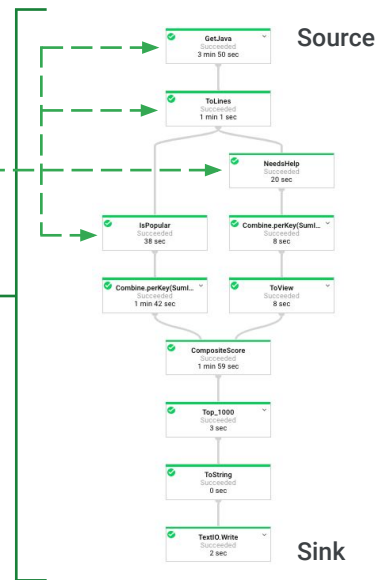 GetJava
Succeeded
3 min 50 sec
Source
ToLines
Succeeded
1 min 1 sec
NeedsHelp
Succeeded
20 sec
IsPopular
Succeeded
38 sec
Combine.perKey(SumI...
Succeeded
8 sec
Combine.perKey(SumI...
Succeeded
1 min 42 sec
ToView
Succeeded
8 sec
CompositeScore
Succeeded
1 min 59 sec
Top_1000
Succeeded
3 sec
ToString
Succeeded
0 sec
TextIO.Write
Succeeded
2 sec
Sink